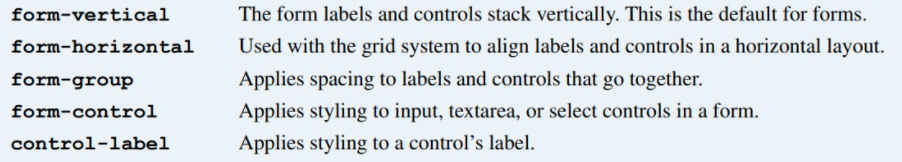 form-vertical The form labels and controls stack vertically. This is the default for forms.
form-horizontal Used with the grid system to align labels and controls in a horizontal layout.
form-group Applies spacing to labels and controls that go together.
form-control Applies styling to input, textarea, or select controls in a form.
control-label Applies styling to a control's label.